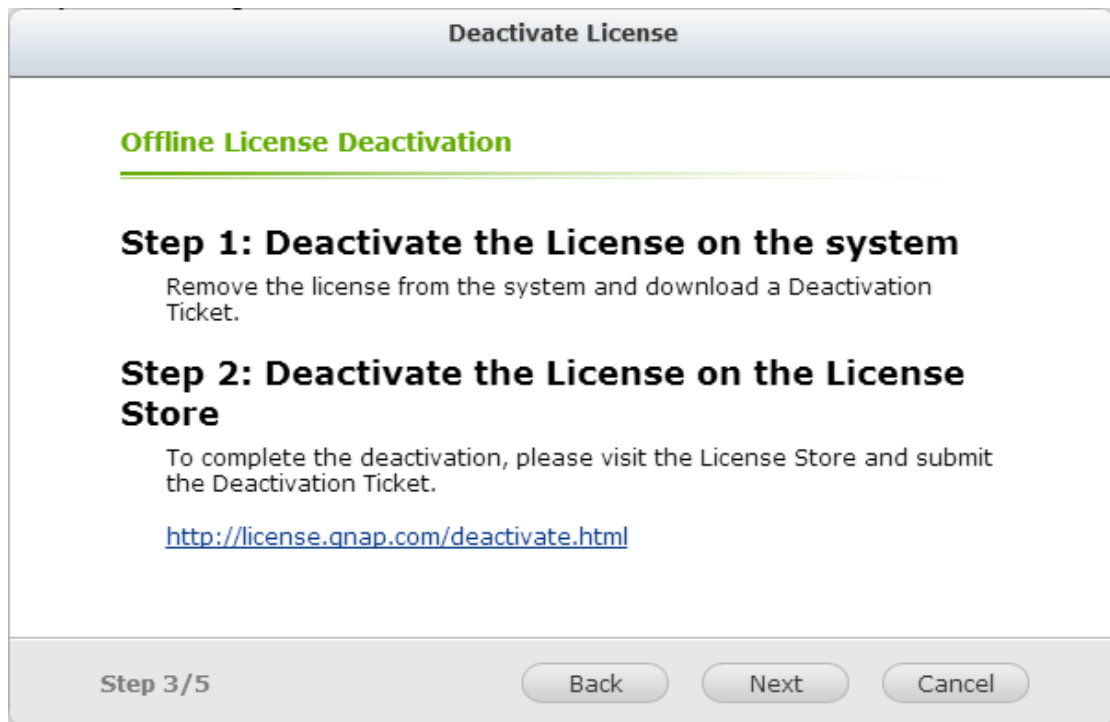 Deactivate License
Offline License Deactivation
Step 1: Deactivate the License on the system
Remove the license from the system and download a Deactivation
Ticket.
Step 2: Deactivate the License on the License
Store
To complete the deactivation, please visit the License Store and submit
the Deactivation Ticket.
http://license.qnap.com/deactivate.html
Step 3/5
Back
Next
Cancel